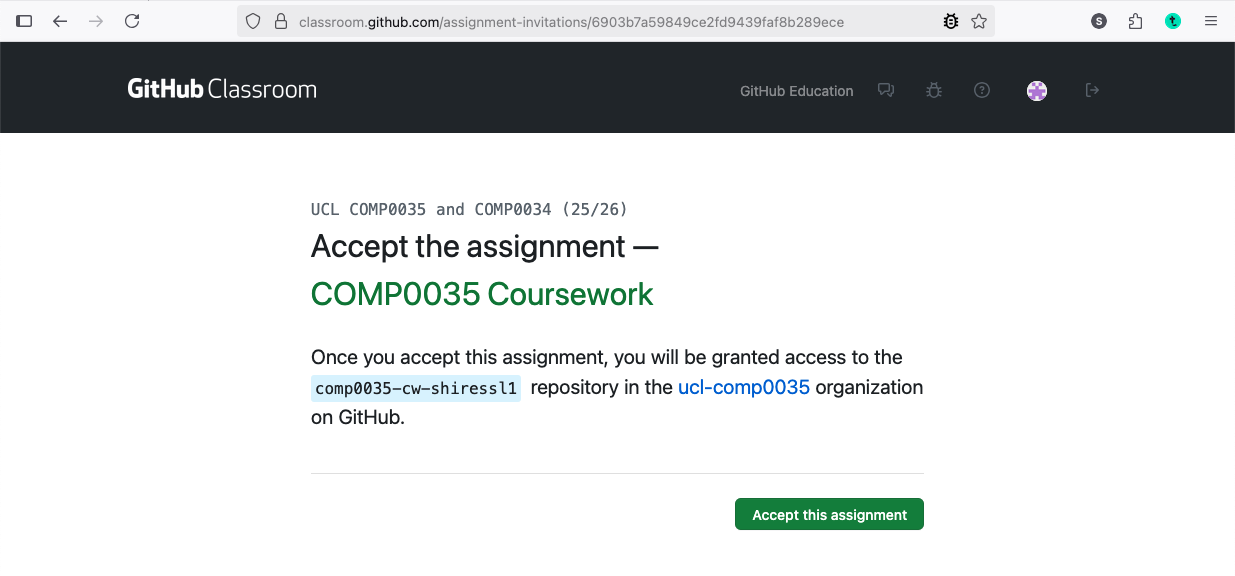 classroom.github.com/assignment-invitations/6903b7a59849ce2fd9439faf8b289ece
S
t
GitHub Classroom
GitHub Education
UCL COMP0035 and COMP0034 (25/26)
Accept the assignment —
COMP0035 Coursework
Once you accept this assignment, you will be granted access to the
comp0035-cw-shiressl1 repository in the ucl-comp0035 organization
on GitHub.
Accept this assignment